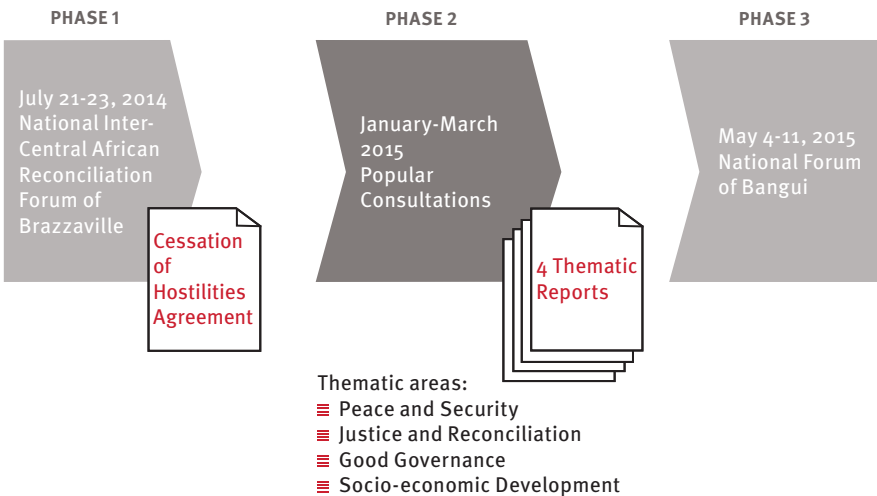 PHASE 1
July 21-23, 2014
National Inter-
Central African
Reconciliation
Forum of
Brazzaville
Cessation
of
Hostilities
Agreement
PHASE 2
January-March
2015
Popular
Consultations
4 Thematic
Reports
Thematic areas:
Peace and Security
Justice and Reconciliation
Good Governance
Socio-economic Development
PHASE 3
May 4-11, 2015
National Forum
of Bangui